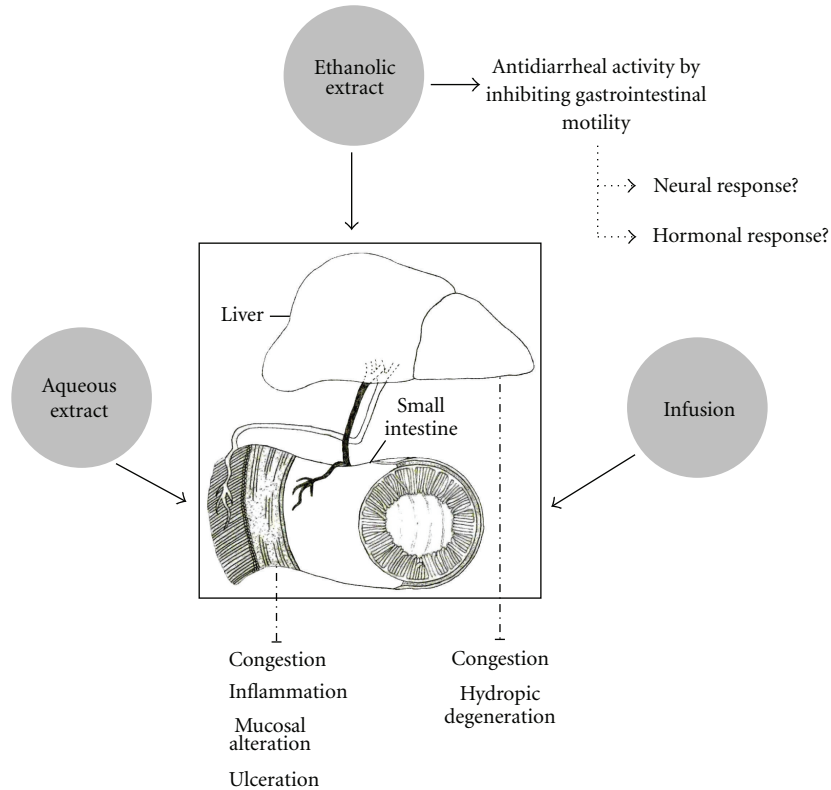 Ethanolic
extract
Antidiarrheal activity by
inhibiting gastrointestinal
motility
Neural response?
Hormonal response?
Liver
Aqueous
extract
Small
intestine
Infusion
Congestion
Inflammation
Mucosal
alteration
Ulceration
Congestion
Hydropic
degeneration